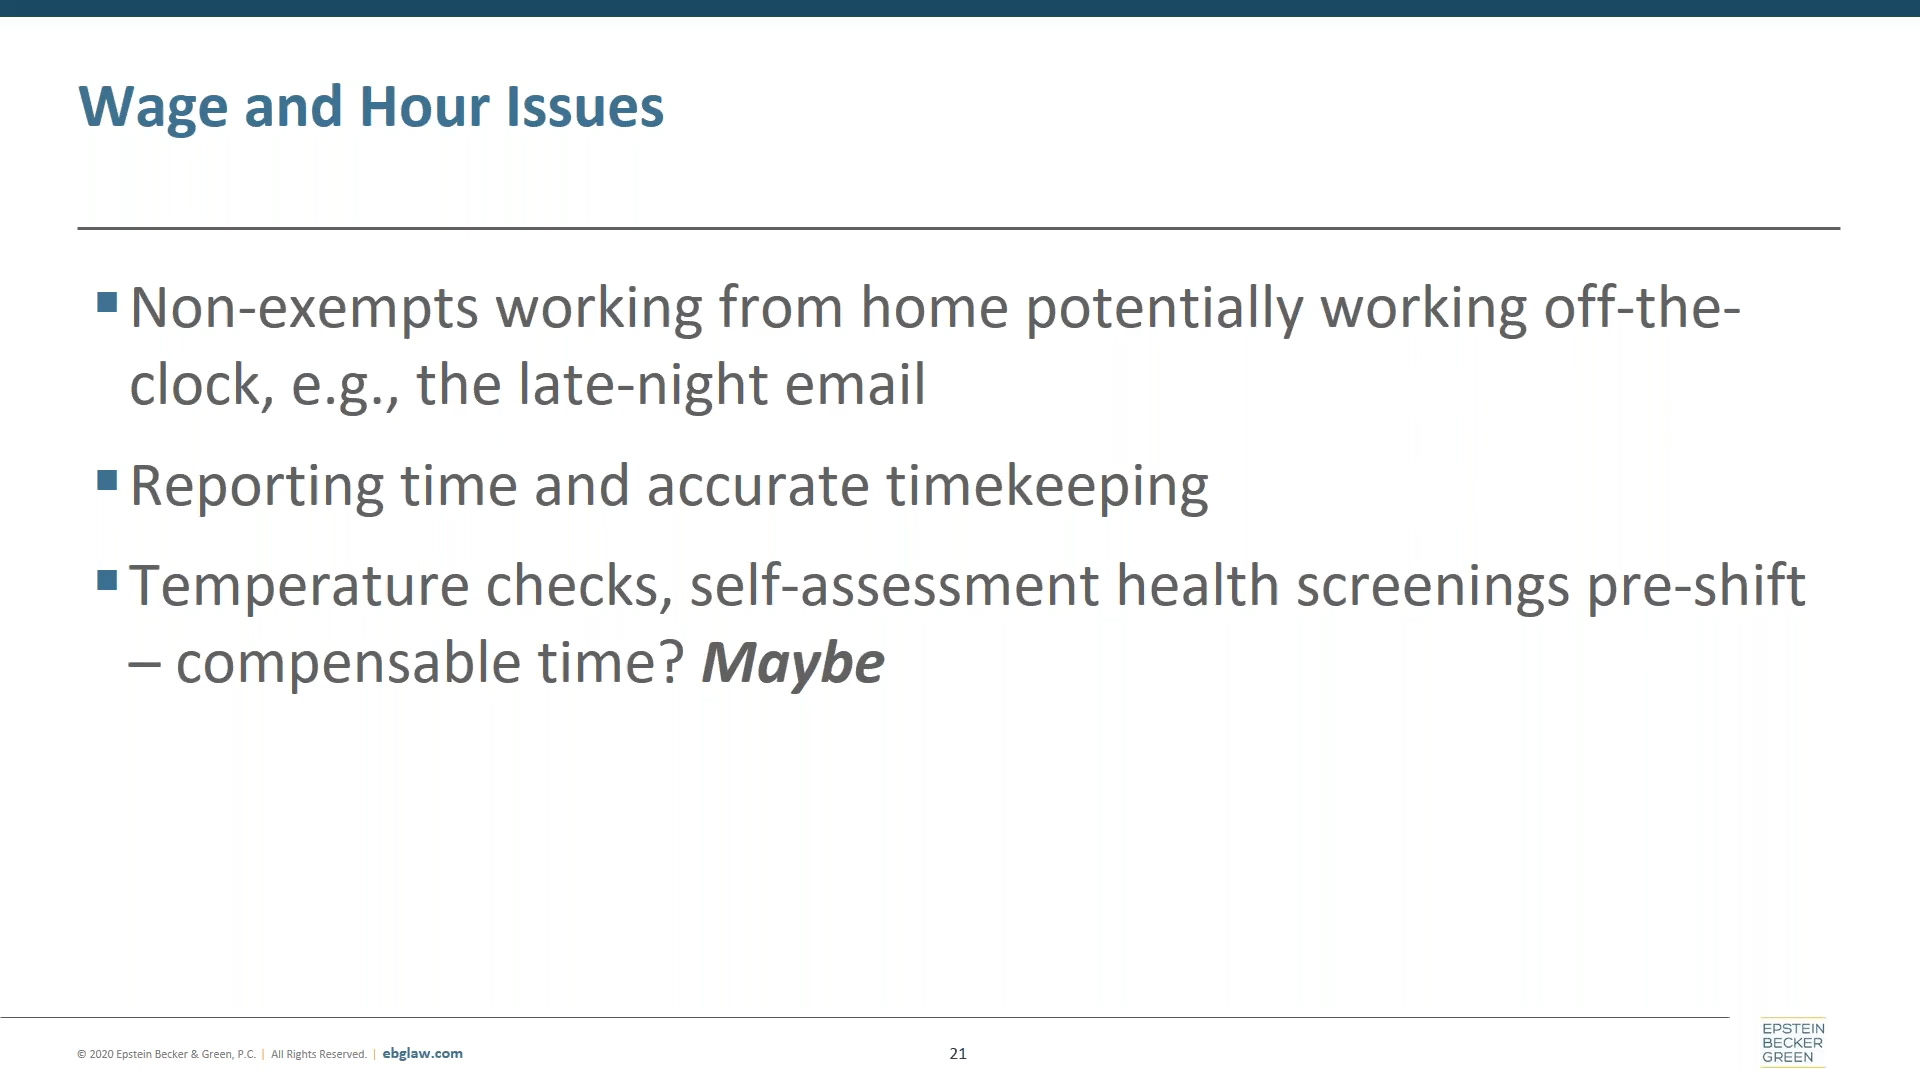 Wage and Hour Issues
▪ Non-exempts working from home potentially working off-the-
clock, e.g., the late-night email
▪ Reporting time and accurate timekeeping
▪ Temperature checks, self-assessment health screenings pre-shift
– compensable time? Maybe
© 2020 Epstein Becker & Green, P.C. | All Rights Reserved. | ebglaw.com
21
EPSTEIN
BECKER
GREEN